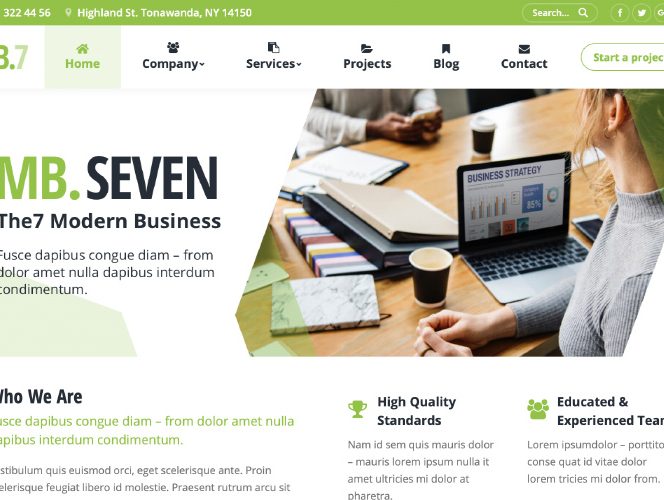 322 44 56 Highland St. Tonawanda, NY 14150 Search...
B.7
Home Company Services Projects Blog Contact Start a projec
BUSINESS STRATEGY
85%
MB. SEVEN
The7 Modern Business
Fusce dapibus congue diam – from
dolor amet nulla dapibus interdum
condimentum.
Who We Are
usce dapibus congue diam – from dolor amet nulla
apibus interdum condimentum.
stibulum quis euismod orci, eget scelerisque ante. Proin
elerisque feugiat libero id molestie. Praesent rutrum arcu sit
High Quality
Standards
Nam id sem quis mauris dolor
– mauris lorem ipsum nulla it
amet ultricies mi dolor at
pharetra.
Educated &
Experienced Team
Lorem ipsumdolor – porttito
conse quat id vitae dolor
lorem tricies mi dolor from.